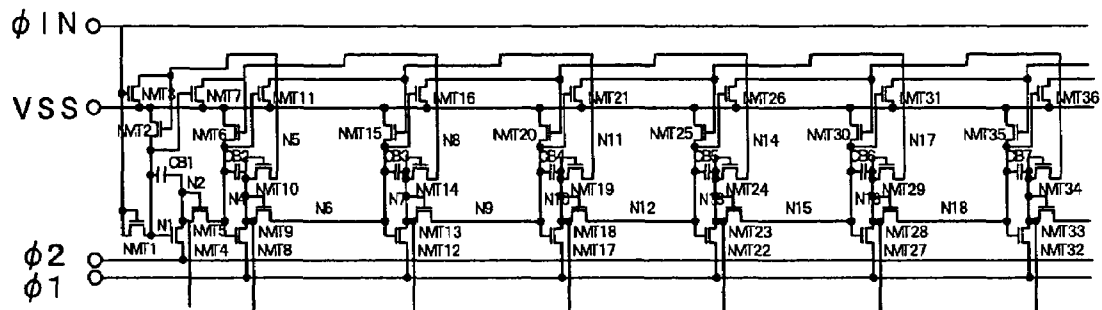 ϕIN
NMT3 NMT7 NMT11 NMT16 NMT21 NMT26 NMT31 NMT36
VSS
NMT2 NMT6 N5 NMT15 N8 NMT20 N11 NMT25 N14 NMT30 N17 NMT35
CB1 CB2 CB3 CB4 CB5 CB6 CB7
N2 N4 NMT10 N7 NMT14 N10 NMT19 N13 NMT24 N16 NMT29 NMT34
N6 N9 N12 N15 N18
N1 NMT5 NMT9 NMT13 NMT18 NMT23 NMT28 NMT33
NMT1 NMT4 NMT8 NMT12 NMT17 NMT22 NMT27 NMT32
ϕ2
ϕ1